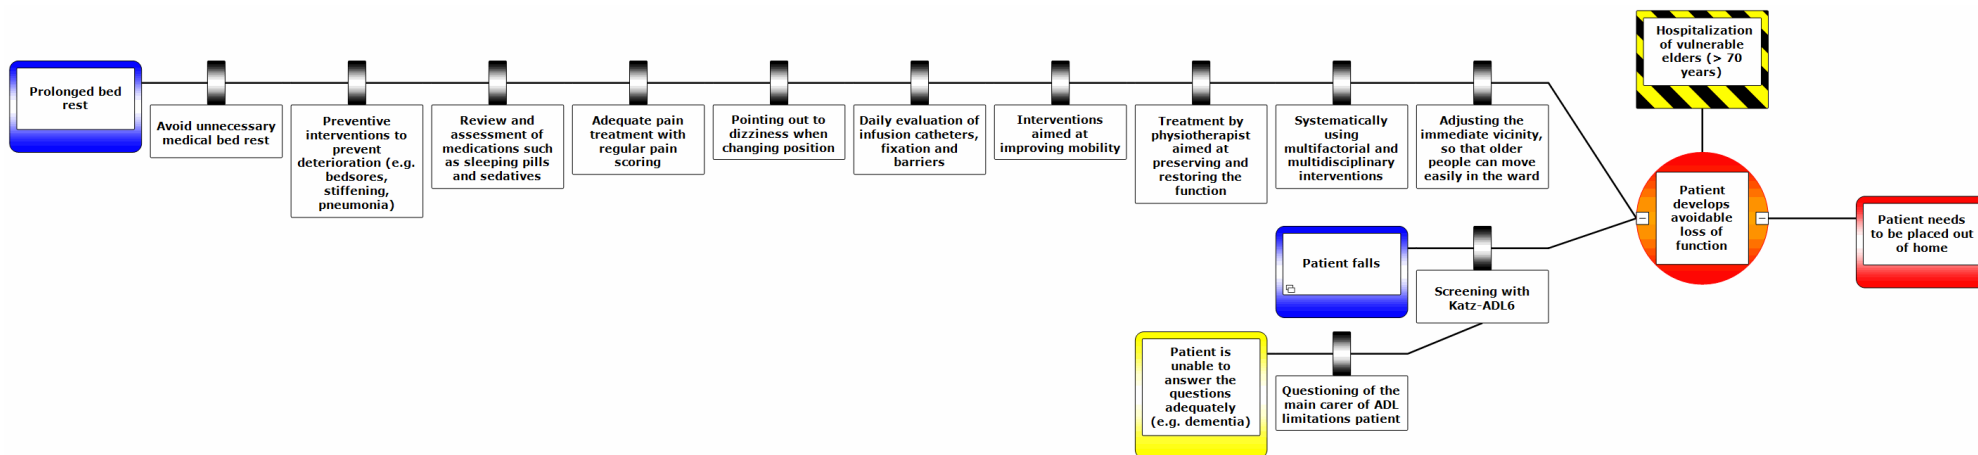 Hospitalization
of vulnerable
elders (> 70
years)
Prolonged bed
rest
Avoid unnecessary
medical bed rest
Preventive
interventions to
prevent
deterioration (e.g.
bedsores,
stiffening,
pneumonia)
Review and
assessment of
medications such
as sleeping pills
and sedatives
Adequate pain
treatment with
regular pain
scoring
Pointing out to
dizziness when
changing position
Daily evaluation of
infusion catheters,
fixation and
barriers
Interventions
aimed at
improving mobility
Treatment by
physiotherapist
aimed at
preserving and
restoring the
function
Systematically
using
multifactorial and
multidisciplinary
interventions
Adjusting the
immediate vicinity,
so that older
people can move
easily in the ward
Patient
develops
avoidable
loss of
function
Patient needs
to be placed out
of home
Patient falls
Screening with
Katz-ADL6
Patient is
unable to
answer the
questions
adequately
(e.g. dementia)
Questioning of the
main carer of ADL
limitations patient